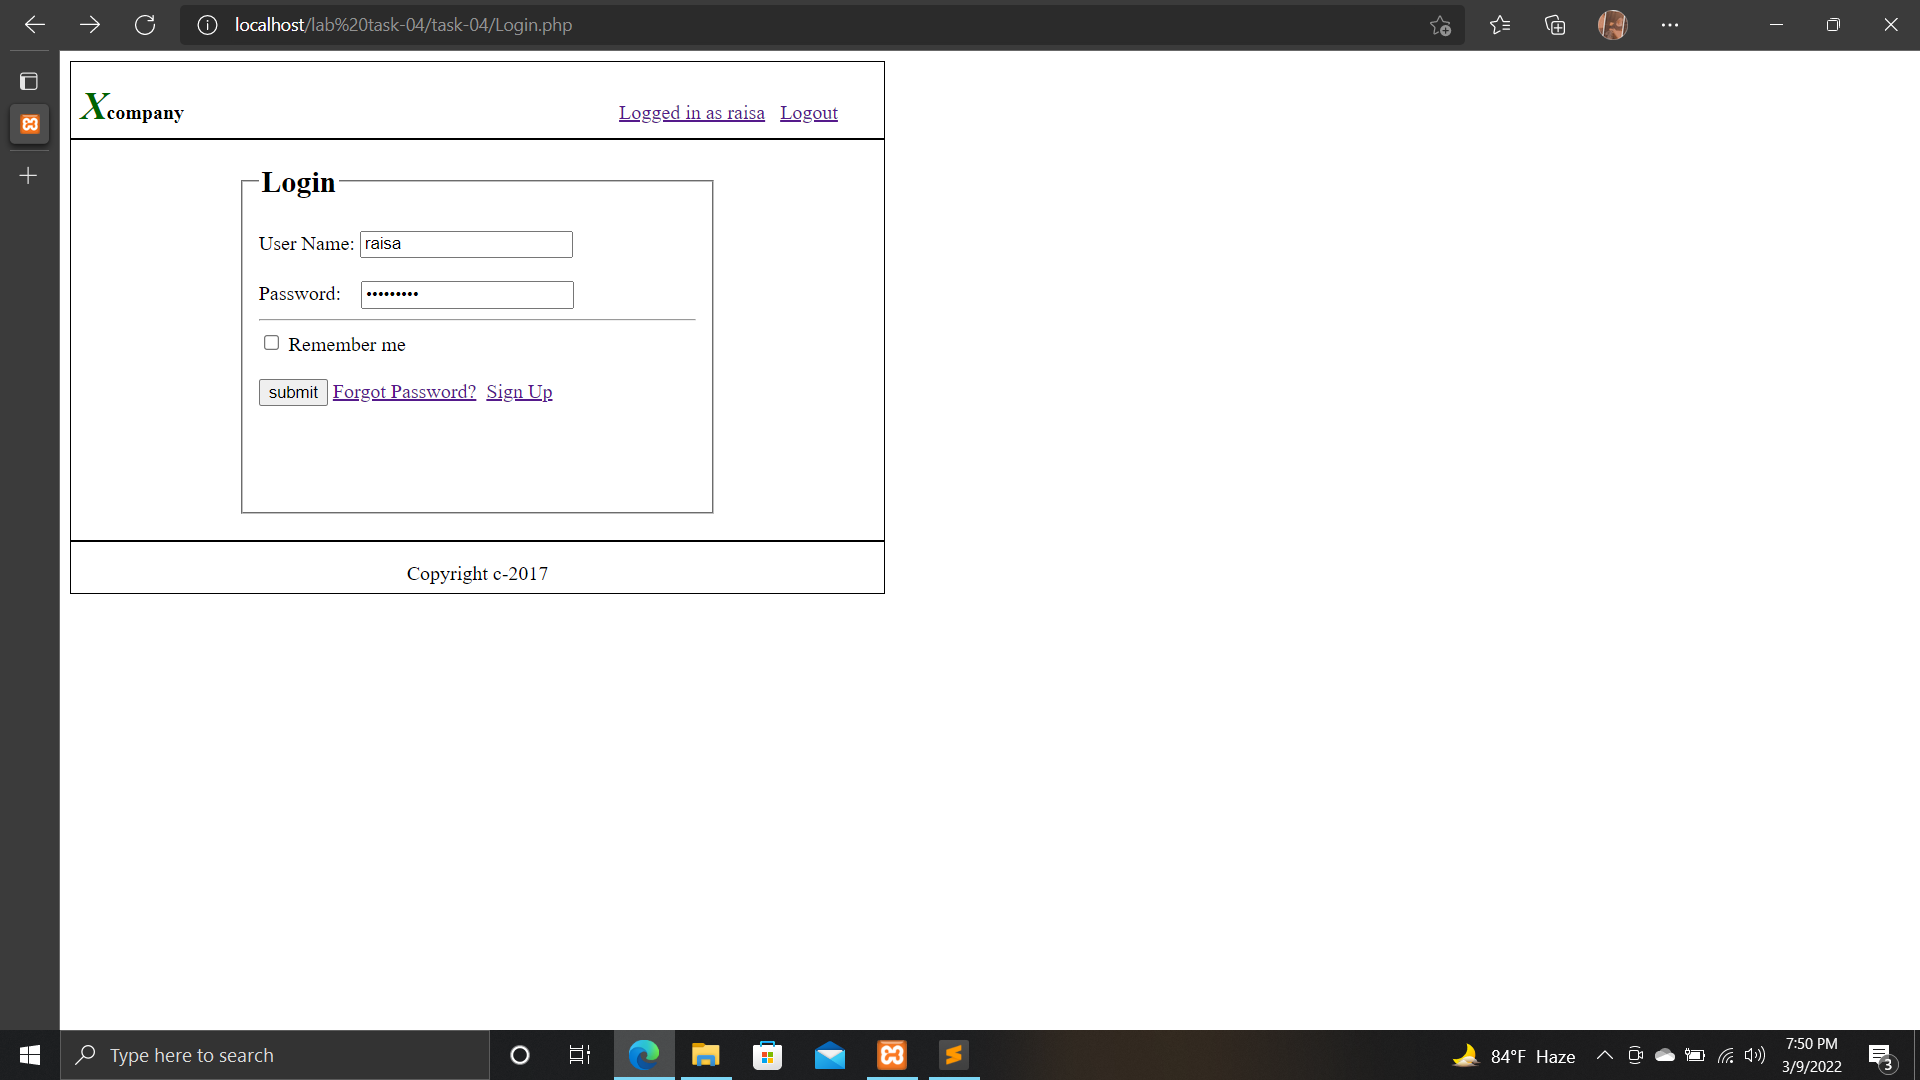 localhost/lab%20task-04/task-04/Login.php
Xcompany
Logged in as raisa Logout
Login
User Name: raisa
Password: •••••••••
Remember me
submit Forgot Password? Sign Up
Copyright c-2017
Type here to search
84°F Haze
7:50 PM
3/9/2022
3